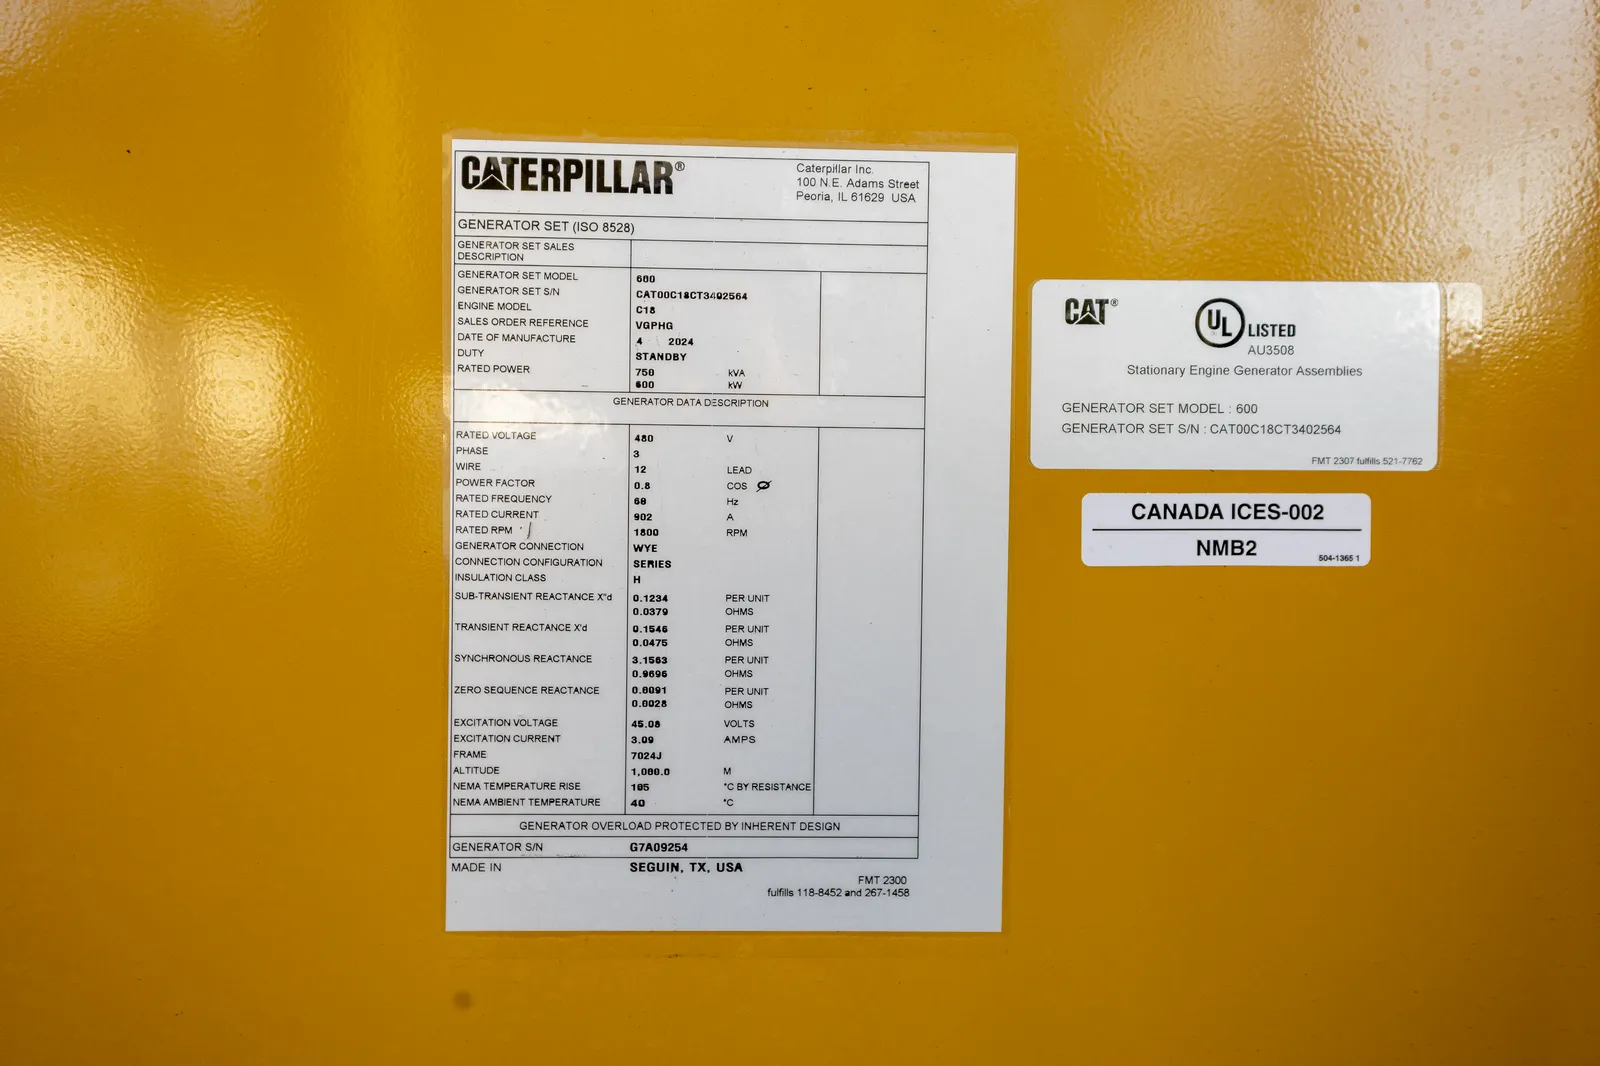 CATERPILLAR®
Caterpillar Inc.
100 N.E. Adams Street
Peoria, IL 61629 USA
GENERATOR SET (ISO 8528)
GENERATOR SET SALES
DESCRIPTION
GENERATOR SET MODEL 600
GENERATOR SET S/N CAT00C18CT3402564
ENGINE MODEL C18
SALES ORDER REFERENCE VGPHG
DATE OF MANUFACTURE 4 2024
DUTY STANDBY
RATED POWER 750 kVA
600 kW
GENERATOR DATA DESCRIPTION
RATED VOLTAGE 480 V
PHASE 3
WIRE 12 LEAD
POWER FACTOR 0.8 COS Ø
RATED FREQUENCY 60 Hz
RATED CURRENT 902 A
RATED RPM 1800 RPM
GENERATOR CONNECTION WYE
CONNECTION CONFIGURATION SERIES
INSULATION CLASS H
SUB-TRANSIENT REACTANCE X"d 0.1234 PER UNIT
0.0379 OHMS
TRANSIENT REACTANCE X'd 0.1546 PER UNIT
0.0475 OHMS
SYNCHRONOUS REACTANCE 3.1563 PER UNIT
0.9696 OHMS
ZERO SEQUENCE REACTANCE 0.0091 PER UNIT
0.0028 OHMS
EXCITATION VOLTAGE 45.08 VOLTS
EXCITATION CURRENT 3.09 AMPS
FRAME 7024J
ALTITUDE 1,000.0 M
NEMA TEMPERATURE RISE 105 °C BY RESISTANCE
NEMA AMBIENT TEMPERATURE 40 °C
GENERATOR OVERLOAD PROTECTED BY INHERENT DESIGN
GENERATOR S/N G7A09254
MADE IN SEGUIN, TX, USA
FMT 2300
fulfills 118-8452 and 267-1458
CAT®
UL LISTED
AU3508
Stationary Engine Generator Assemblies
GENERATOR SET MODEL : 600
GENERATOR SET S/N : CAT00C18CT3402564
FMT 2307 fulfills 521-7762
CANADA ICES-002
NMB2
504-1365 1